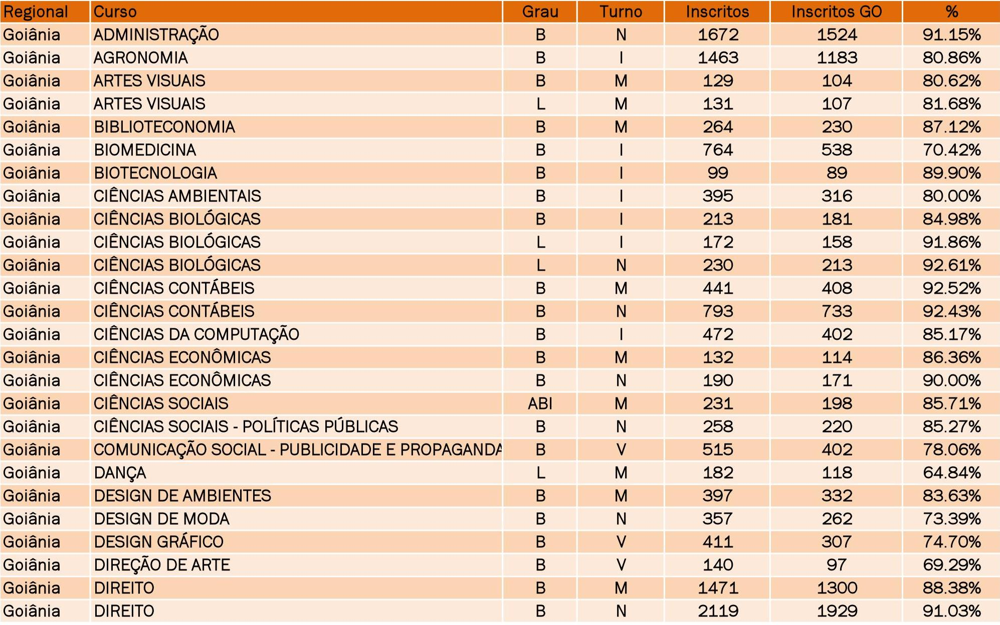 Regional Curso Grau Turno Inscritos Inscritos GO %
Goiânia ADMINISTRAÇÃO B N 1672 1524 91.15%
Goiânia AGRONOMIA B I 1463 1183 80.86%
Goiânia ARTES VISUAIS B M 129 104 80.62%
Goiânia ARTES VISUAIS L M 131 107 81.68%
Goiânia BIBLIOTECONOMIA B M 264 230 87.12%
Goiânia BIOMEDICINA B I 764 538 70.42%
Goiânia BIOTECNOLOGIA B I 99 89 89.90%
Goiânia CIÊNCIAS AMBIENTAIS B I 395 316 80.00%
Goiânia CIÊNCIAS BIOLÓGICAS B I 213 181 84.98%
Goiânia CIÊNCIAS BIOLÓGICAS L I 172 158 91.86%
Goiânia CIÊNCIAS BIOLÓGICAS L N 230 213 92.61%
Goiânia CIÊNCIAS CONTÁBEIS B M 441 408 92.52%
Goiânia CIÊNCIAS CONTÁBEIS B N 793 733 92.43%
Goiânia CIÊNCIAS DA COMPUTAÇÃO B I 472 402 85.17%
Goiânia CIÊNCIAS ECONÔMICAS B M 132 114 86.36%
Goiânia CIÊNCIAS ECONÔMICAS B N 190 171 90.00%
Goiânia CIÊNCIAS SOCIAIS ABI M 231 198 85.71%
Goiânia CIÊNCIAS SOCIAIS - POLÍTICAS PÚBLICAS B N 258 220 85.27%
Goiânia COMUNICAÇÃO SOCIAL - PUBLICIDADE E PROPAGANDA B V 515 402 78.06%
Goiânia DANÇA L M 182 118 64.84%
Goiânia DESIGN DE AMBIENTES B M 397 332 83.63%
Goiânia DESIGN DE MODA B N 357 262 73.39%
Goiânia DESIGN GRÁFICO B V 411 307 74.70%
Goiânia DIREÇÃO DE ARTE B V 140 97 69.29%
Goiânia DIREITO B M 1471 1300 88.38%
Goiânia DIREITO B N 2119 1929 91.03%